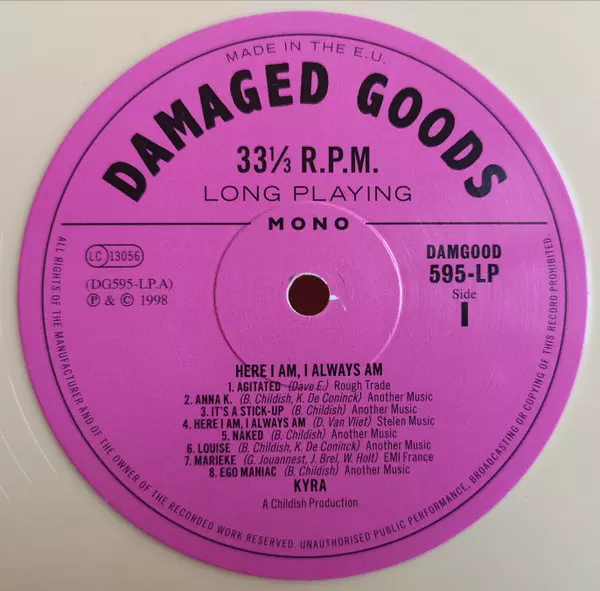 MADE IN THE E.U.
DAMAGED GOODS
33⅓ R.P.M.
LONG PLAYING
MONO
LC 13056
(DG595-LP.A)
℗ & © 1998
DAMGOOD
595-LP
Side
1
HERE I AM, I ALWAYS AM
1. AGITATED (Dave E.) Rough Trade
2. ANNA K. (B. Childish, K. De Coninck) Another Music
3. IT'S A STICK-UP (B. Childish) Another Music
4. HERE I AM, I ALWAYS AM (D. Van Vliet) Stelen Music
5. NAKED (B. Childish) Another Music
6. LOUISE (B. Childish, K. De Coninck) Another Music
7. MARIEKE (G. Jouannest, J. Brel, W. Holt) EMI France
8. EGO MANIAC (B. Childish) Another Music
KYRA
A Childish Production
ALL RIGHTS OF THE MANUFACTURER AND OF THE OWNER OF THE RECORDED WORK RESERVED. UNAUTHORISED PUBLIC PERFORMANCE, BROADCASTING OR COPYING OF THIS RECORD PROHIBITED.